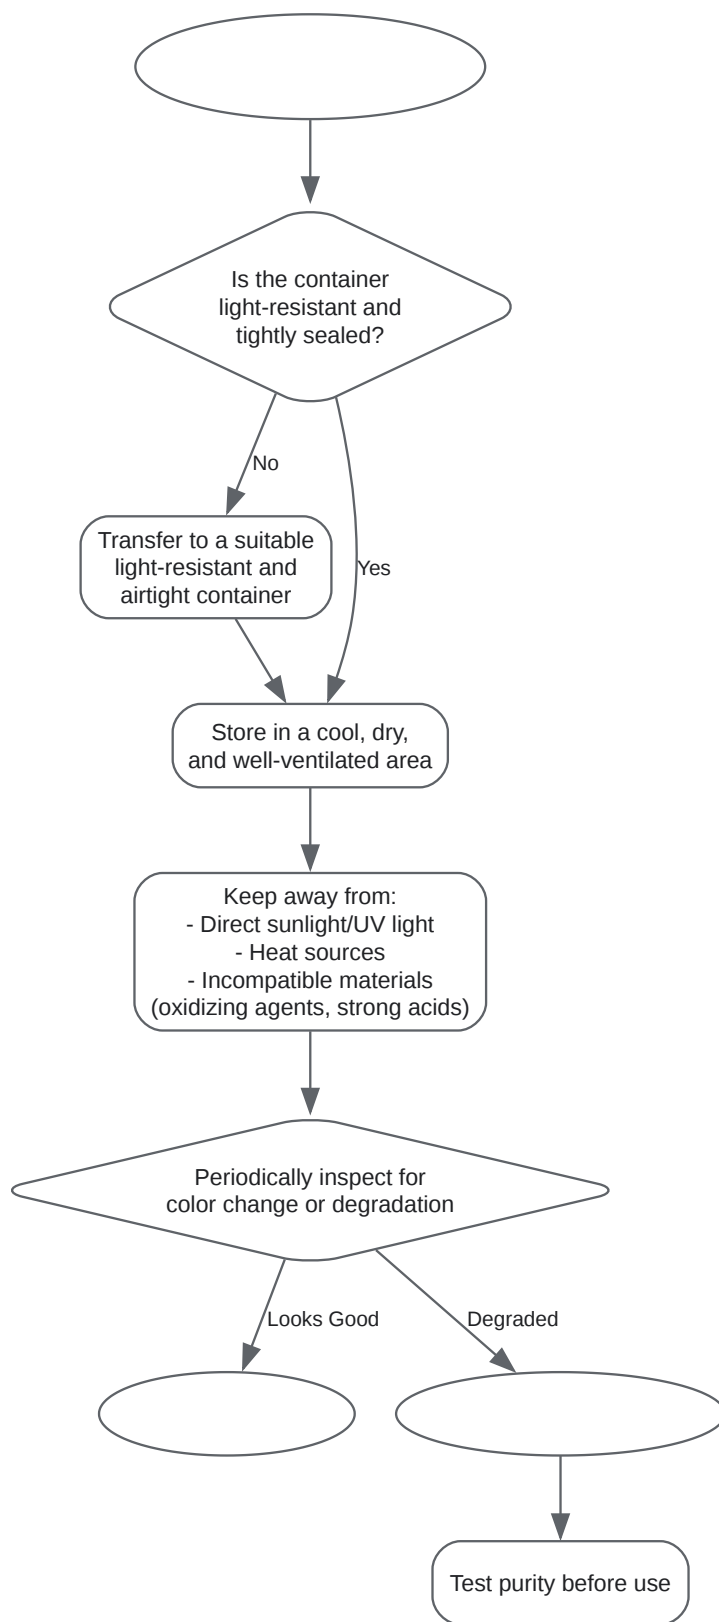 Is the container
light-resistant and
tightly sealed?
No
Transfer to a suitable
light-resistant and
airtight container
Yes
Store in a cool, dry,
and well-ventilated area
Keep away from:
- Direct sunlight/UV light
- Heat sources
- Incompatible materials
(oxidizing agents, strong acids)
Periodically inspect for
color change or degradation
Looks Good
Degraded
Test purity before use